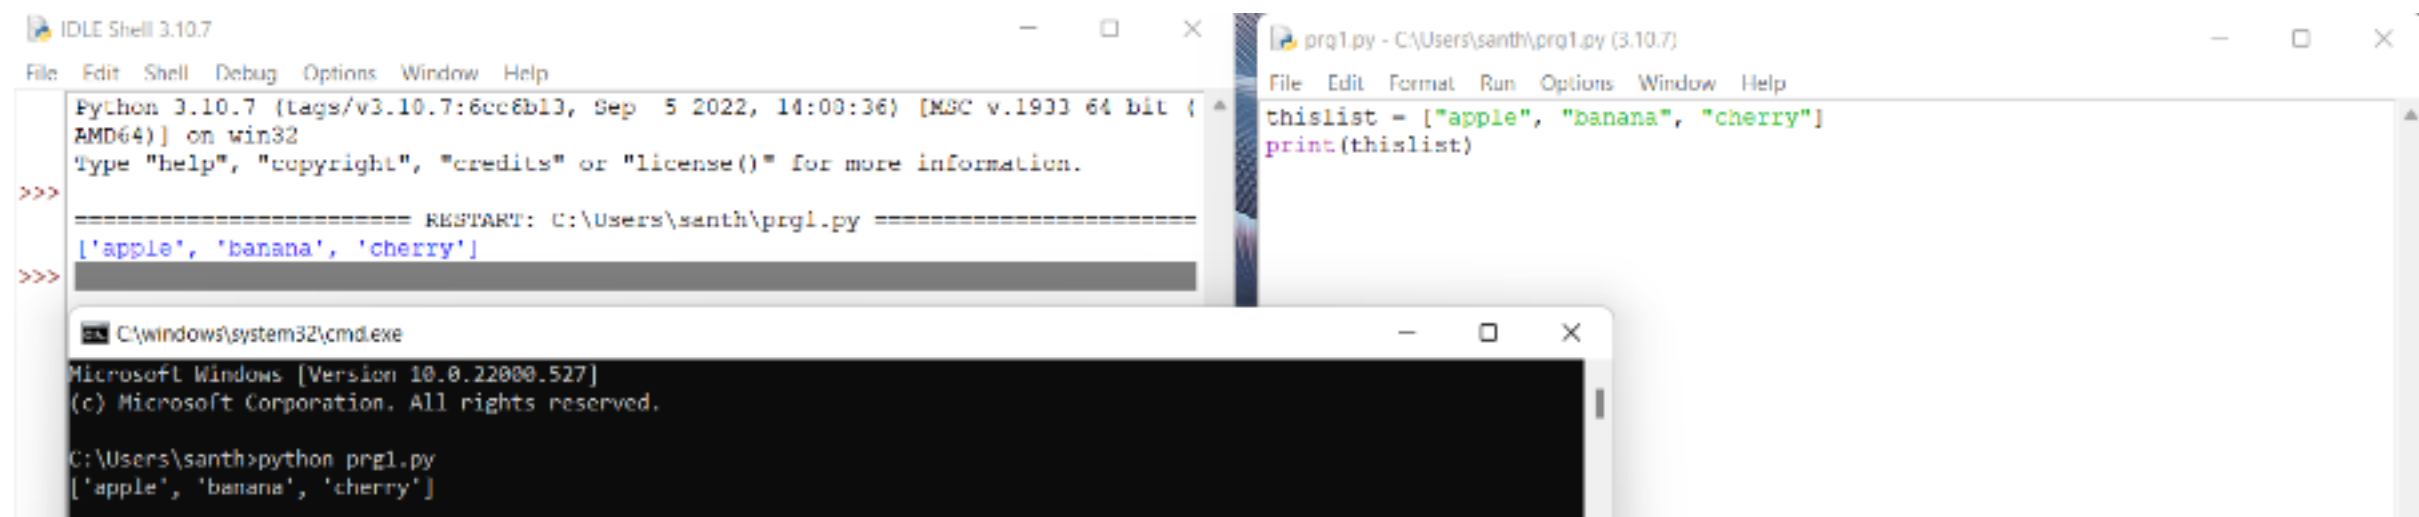 IDLE Shell 3.10.7
File Edit Shell Debug Options Window Help
Python 3.10.7 (tags/v3.10.7:6cc6b13, Sep  5 2022, 14:08:36) [MSC v.1933 64 bit (
AMD64)] on win32
Type "help", "copyright", "credits" or "license()" for more information.
>>>
======================== RESTART: C:\Users\santh\prg1.py =======================
['apple', 'banana', 'cherry']
>>>
prg1.py - C:\Users\santh\prg1.py (3.10.7)
File Edit Format Run Options Window Help
thislist = ["apple", "banana", "cherry"]
print(thislist)
C:\windows\system32\cmd.exe
Microsoft Windows [Version 10.0.22000.527]
(c) Microsoft Corporation. All rights reserved.
C:\Users\santh>python prg1.py
['apple', 'banana', 'cherry']